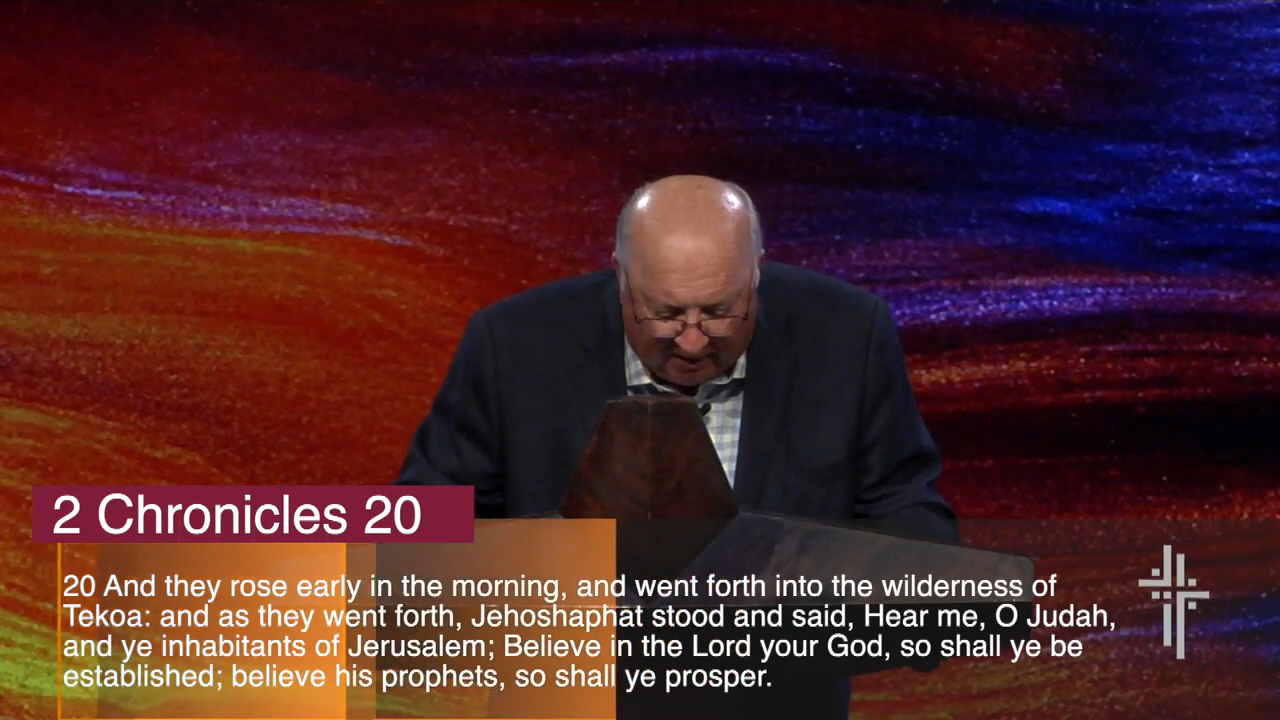 2 Chronicles 20
20 And they rose early in the morning, and went forth into the wilderness of
Tekoa: and as they went forth, Jehoshaphat stood and said, Hear me, O Judah,
and ye inhabitants of Jerusalem; Believe in the Lord your God, so shall ye be
established; believe his prophets, so shall ye prosper.